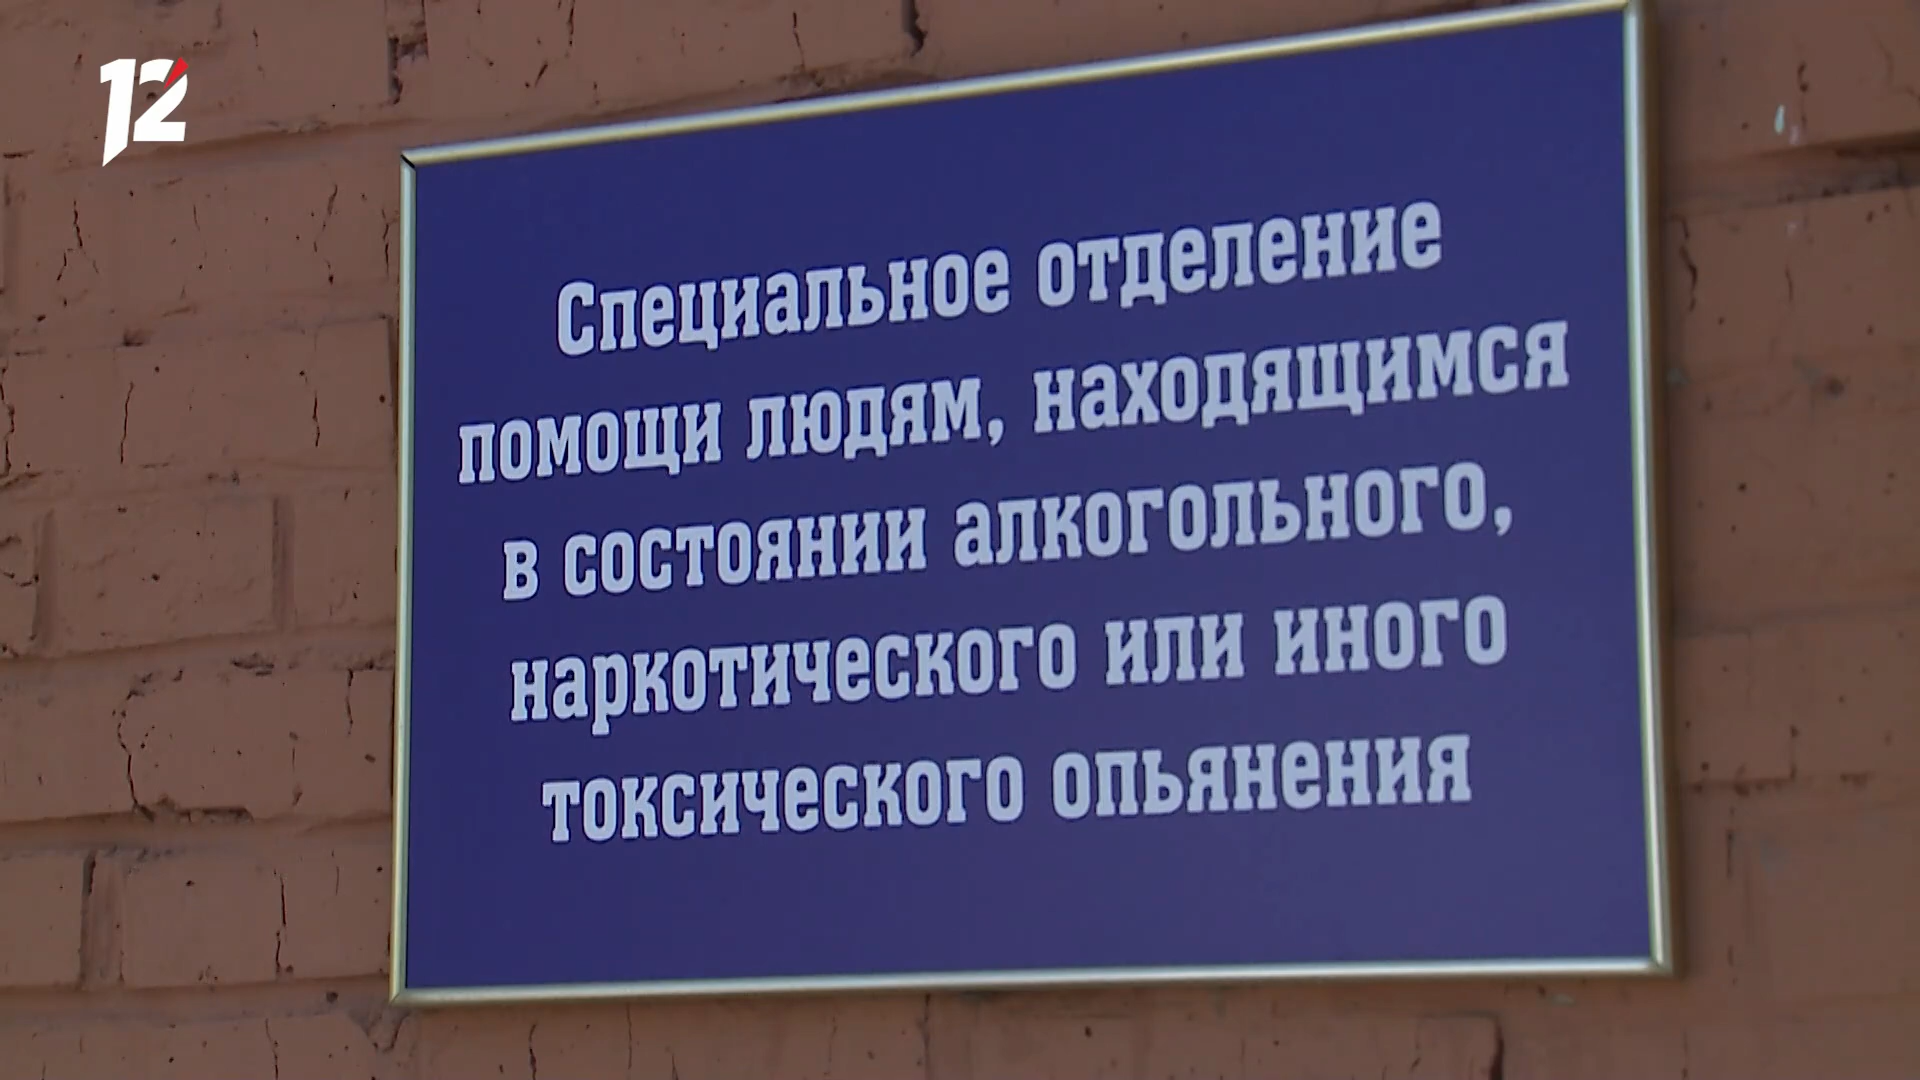 12
Специальное отделение
помощи людям, находящимся
в состоянии алкогольного,
наркотического или иного
токсического опьянения